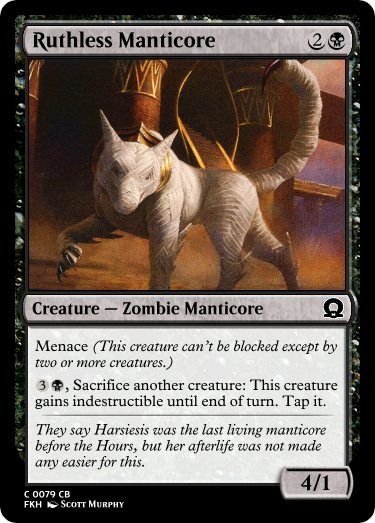 Ruthless Manticore 2
Creature — Zombie Manticore
Menace (This creature can't be blocked except by
two or more creatures.)
3, Sacrifice another creature: This creature
gains indestructible until end of turn. Tap it.
They say Harsiesis was the last living manticore
before the Hours, but her afterlife was not made
any easier for this.
4/1
C 0079 CB
FKH Scott Murphy